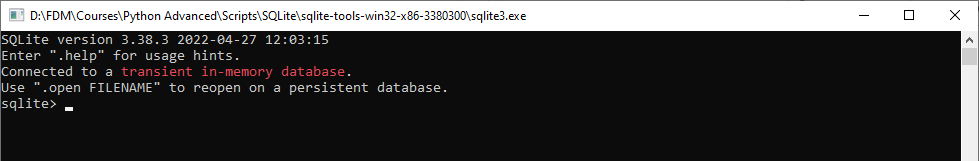 D:\FDM\Courses\Python Advanced\Scripts\SQLite\sqlite-tools-win32-x86-3380300\sqlite3.exe
SQLite version 3.38.3 2022-04-27 12:03:15
Enter ".help" for usage hints.
Connected to a transient in-memory database.
Use ".open FILENAME" to reopen on a persistent database.
sqlite>